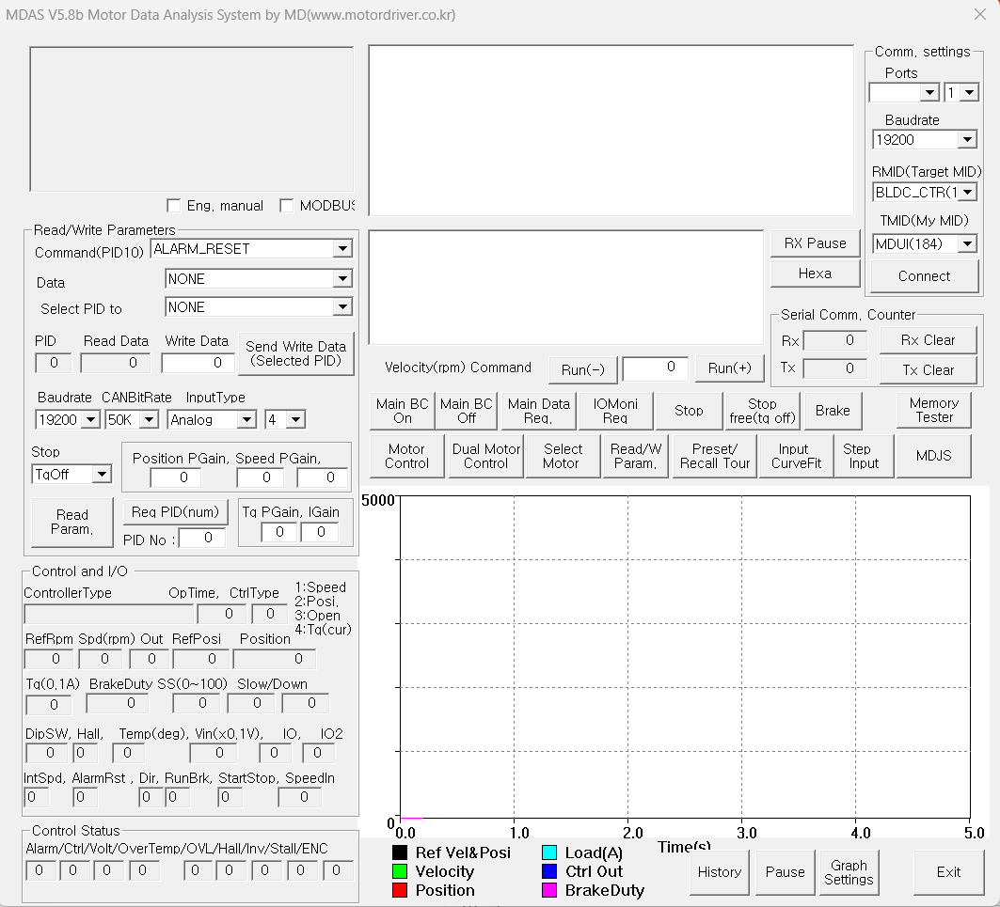 MDAS V5.8b Motor Data Analysis System by MD(www.motordriver.co.kr)
Comm. settings
Ports
1
Baudrate
19200
RMID(Target MID)
BLDC_CTR(1
TMID(My MID)
MDUI(184)
Connect
Eng. manual
MODBUS
Read/Write Parameters
Command(PID10) ALARM_RESET
Data NONE
Select PID to NONE
PID Read Data Write Data
0 0 0
Send Write Data
(Selected PID)
Baudrate CANBitRate InputType
19200 50K Analog 4
Stop
TqOff
Position PGain, Speed PGain,
0 0 0
Read
Param.
Req PID(num)
PID No : 0
Tq PGain, IGain
0 0
RX Pause
Hexa
Serial Comm. Counter
Rx 0 Rx Clear
Tx 0 Tx Clear
Velocity(rpm) Command Run(-) 0 Run(+)
Main BC
On
Main BC
Off
Main Data
Req.
IOMoni
Req
Stop
Stop
free(tq off)
Brake
Memory
Tester
Motor
Control
Dual Motor
Control
Select
Motor
Read/W
Param.
Preset/
Recall Tour
Input
CurveFit
Step
Input
MDJS
Control and I/O
ControllerType OpTime, CtrlType
0 0
1:Speed
2:Posi,
3:Open
4:Tq(cur)
RefRpm Spd(rpm) Out RefPosi Position
0 0 0 0 0
Tq(0.1A) BrakeDuty SS(0~100) Slow/Down
0 0 0 0 0
DipSW, Hall, Temp(deg), Vin(x0.1V), IO, IO2
0 0 0 0 0 0
IntSpd, AlarmRst , Dir, RunBrk, StartStop, SpeedIn
0 0 0 0 0 0
Control Status
Alarm/Ctrl/Volt/OverTemp/OVL/Hall/Inv/Stall/ENC
0 0 0 0 0 0 0 0 0
5000
0
0.0 1.0 2.0 3.0 4.0 5.0
Time(s)
Ref Vel&Posi
Velocity
Position
Load(A)
Ctrl Out
BrakeDuty
History
Pause
Graph
Settings
Exit